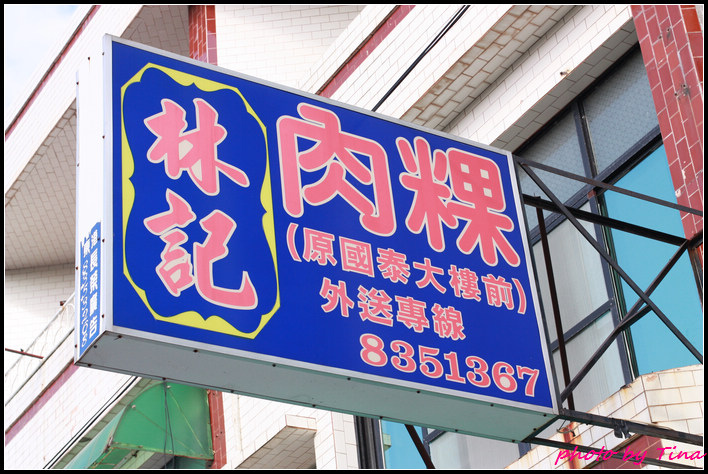 林記
肉粿
(原國泰大樓前)
外送專線
8351367
photo by Tina